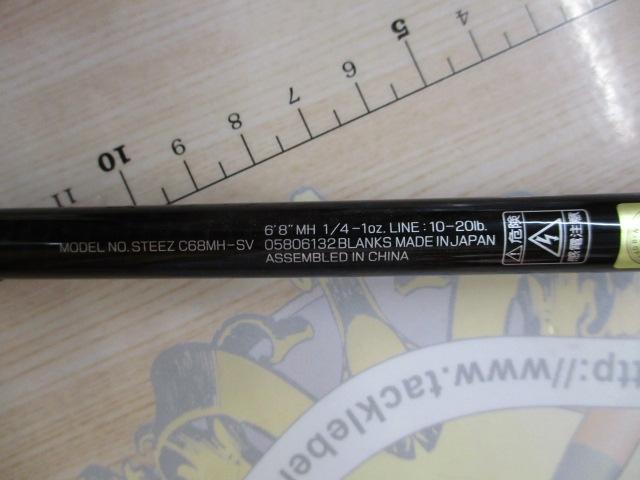 11 10 9 8 7 6 5 4
6'8" MH 1/4-1oz. LINE : 10-20lb.
MODEL NO. STEEZ C68MH-SV 05806132 BLANKS MADE IN JAPAN
ASSEMBLED IN CHINA
危険
感電注意
http://www.tackleber